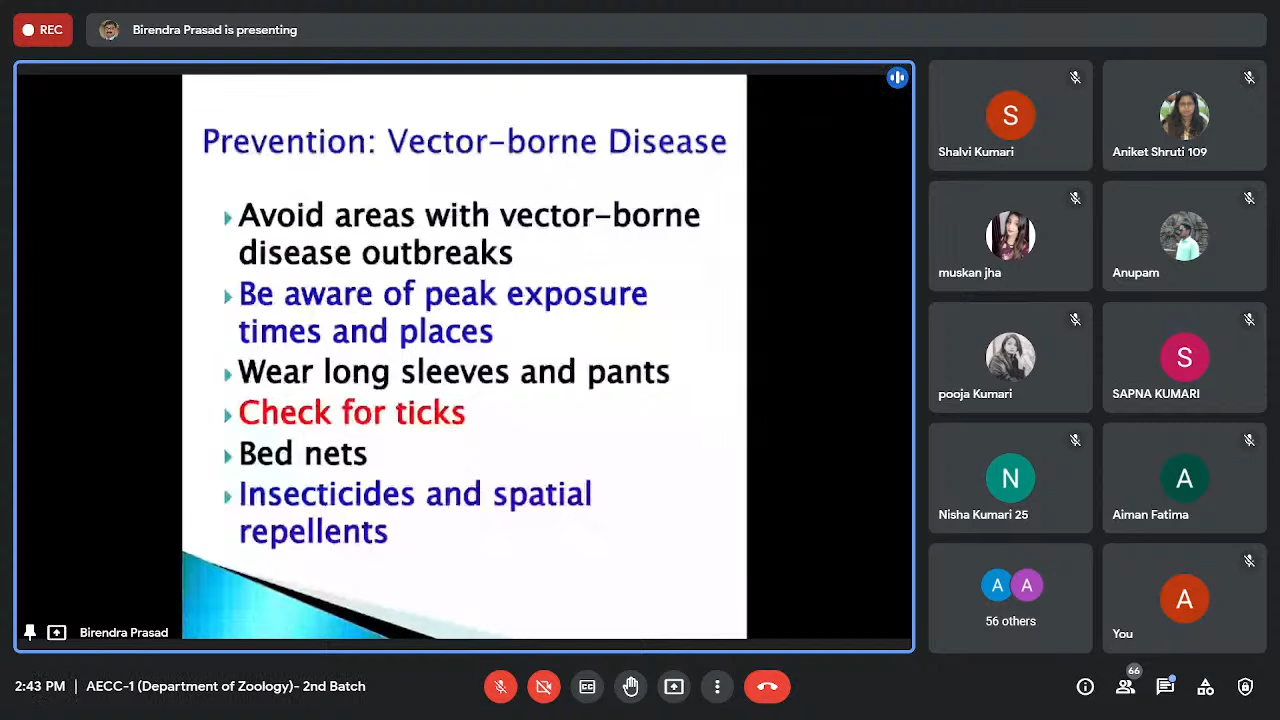 REC
Birendra Prasad is presenting
Prevention: Vector-borne Disease
Avoid areas with vector-borne
disease outbreaks
Be aware of peak exposure
times and places
Wear long sleeves and pants
Check for ticks
Bed nets
Insecticides and spatial
repellents
Birendra Prasad
S
Shalvi Kumari
Aniket Shruti 109
muskan jha
Anupam
pooja Kumari
S
SAPNA KUMARI
N
Nisha Kumari 25
A
Aiman Fatima
A A
56 others
A
You
2:43 PM | AECC-1 (Department of Zoology)- 2nd Batch
66